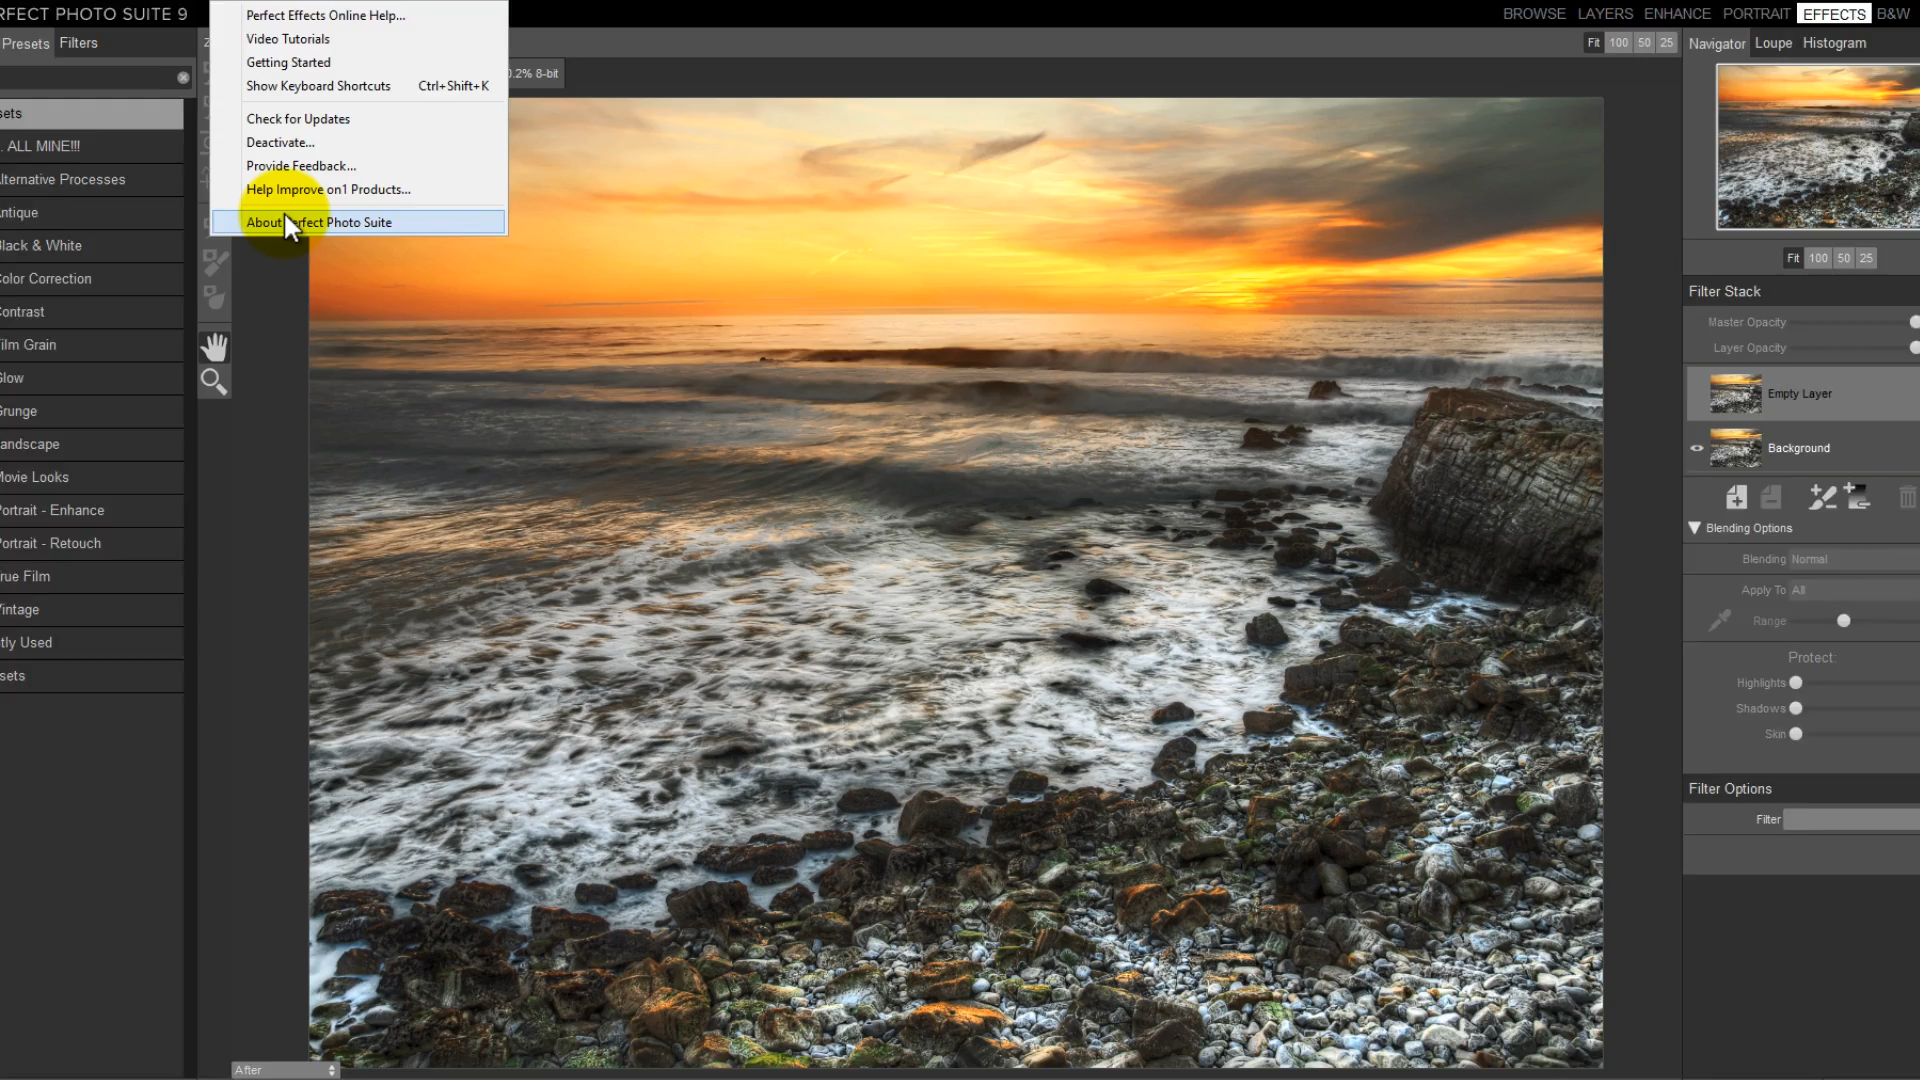 RFECT PHOTO SUITE 9
BROWSE LAYERS ENHANCE PORTRAIT EFFECTS B&W
Presets Filters
Fit 100 50 25
Navigator Loupe Histogram
0.2% 8-bit
Perfect Effects Online Help...
Video Tutorials
Getting Started
Show Keyboard Shortcuts Ctrl+Shift+K
Check for Updates
Deactivate...
Provide Feedback...
Help Improve on1 Products...
About Perfect Photo Suite
ets
. ALL MINE!!!
lternative Processes
ntique
lack & White
olor Correction
ontrast
ilm Grain
low
runge
andscape
ovie Looks
ortrait - Enhance
ortrait - Retouch
rue Film
intage
tly Used
sets
Fit 100 50 25
Filter Stack
Master Opacity
Layer Opacity
Empty Layer
Background
Blending Options
Blending Normal
Apply To All
Range
Protect:
Highlights
Shadows
Skin
Filter Options
Filter
After